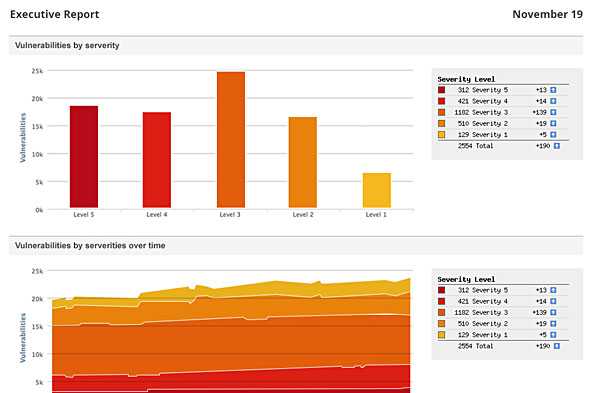 Executive Report November 19
Vulnerabilities by serverity
Vulnerabilities
25k
20k
15k
10k
5k
0k
Level 5 Level 4 Level 3 Level 2 Level 1
Severity Level
312 Severity 5 +13
421 Severity 4 +14
1182 Severity 3 +139
510 Severity 2 +19
129 Severity 1 +5
2554 Total +190
Vulnerabilities by serverities over time
Vulnerabilities
25k
20k
15k
10k
5k
Severity Level
312 Severity 5 +13
421 Severity 4 +14
1182 Severity 3 +139
510 Severity 2 +19
129 Severity 1 +5
2554 Total +190